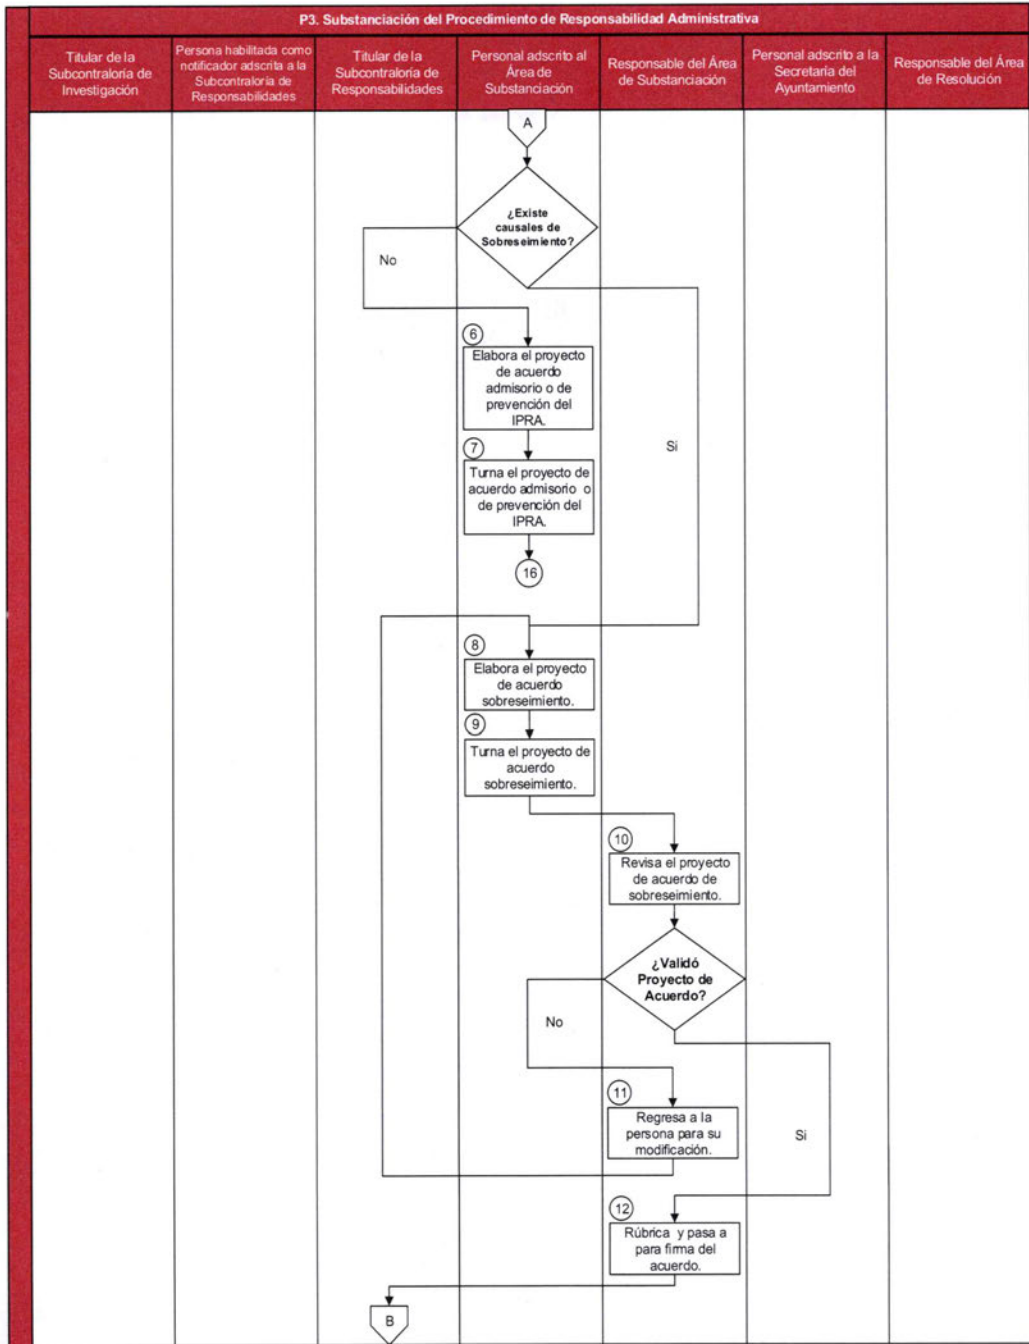 P3. Substanciación del Procedimiento de Responsabilidad Administrativa
Titular de la
Subcontraloría de
Investigación
Persona habilitada como
notificador adscrita a la
Subcontraloría de
Responsabilidades
Titular de la
Subcontraloría de
Responsabilidades
Personal adscrito al
Área de
Substanciación
Responsable del Área
de Substanciación
Personal adscrito a la
Secretaría del
Ayuntamiento
Responsable del Área
de Resolución
A
¿Existe
causales de
Sobreseimiento?
No
6
Elabora el proyecto
de acuerdo
admisorio o de
prevención del
IPRA.
Si
7
Turna el proyecto de
acuerdo admisorio o
de prevención del
IPRA.
16
8
Elabora el proyecto
de acuerdo
sobreseimiento.
9
Turna el proyecto de
acuerdo
sobreseimiento.
10
Revisa el proyecto
de acuerdo de
sobreseimiento.
¿Validó
Proyecto de
Acuerdo?
No
11
Regresa a la
persona para su
modificación.
Si
12
Rúbrica y pasa a
para firma del
acuerdo.
B